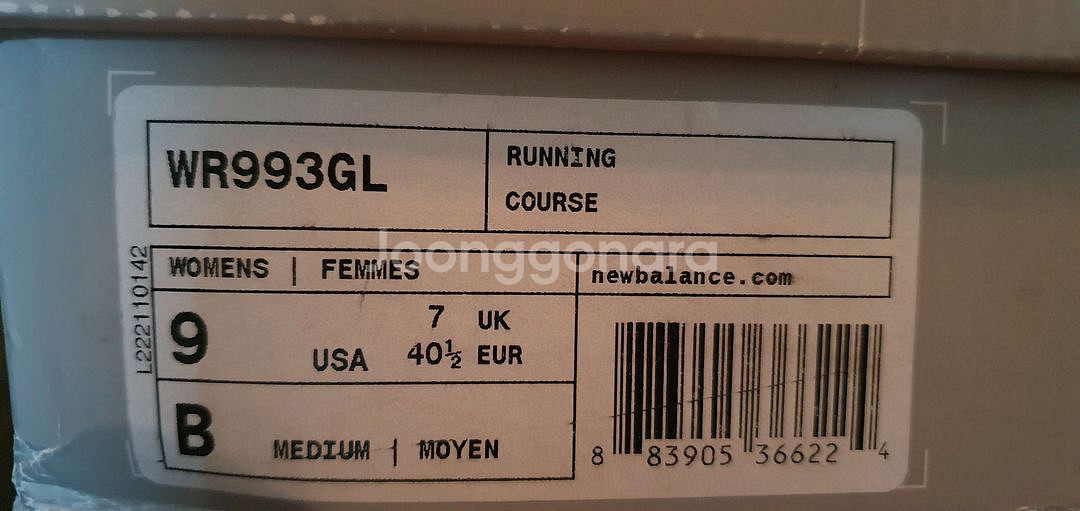 WR993GL
RUNNING
COURSE
L222110142
WOMENS | FEMMES
newbalance.com
9 USA
7 UK
40½ EUR
B MEDIUM | MOYEN
8 83905 36622 4
joonggonara